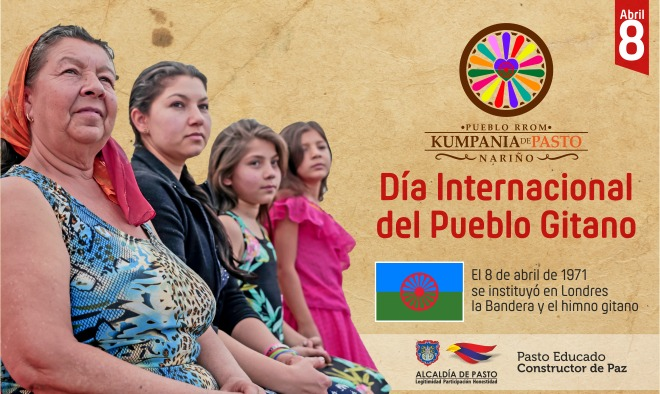 Abril
8
• PUEBLO RROM •
KUMPANIA DE PASTO
NARIÑO
Día Internacional
del Pueblo Gitano
El 8 de abril de 1971
se instituyó en Londres
la Bandera y el himno gitano
ALCALDÍA DE PASTO
Legitimidad Participación Honestidad
Pasto Educado
Constructor de Paz